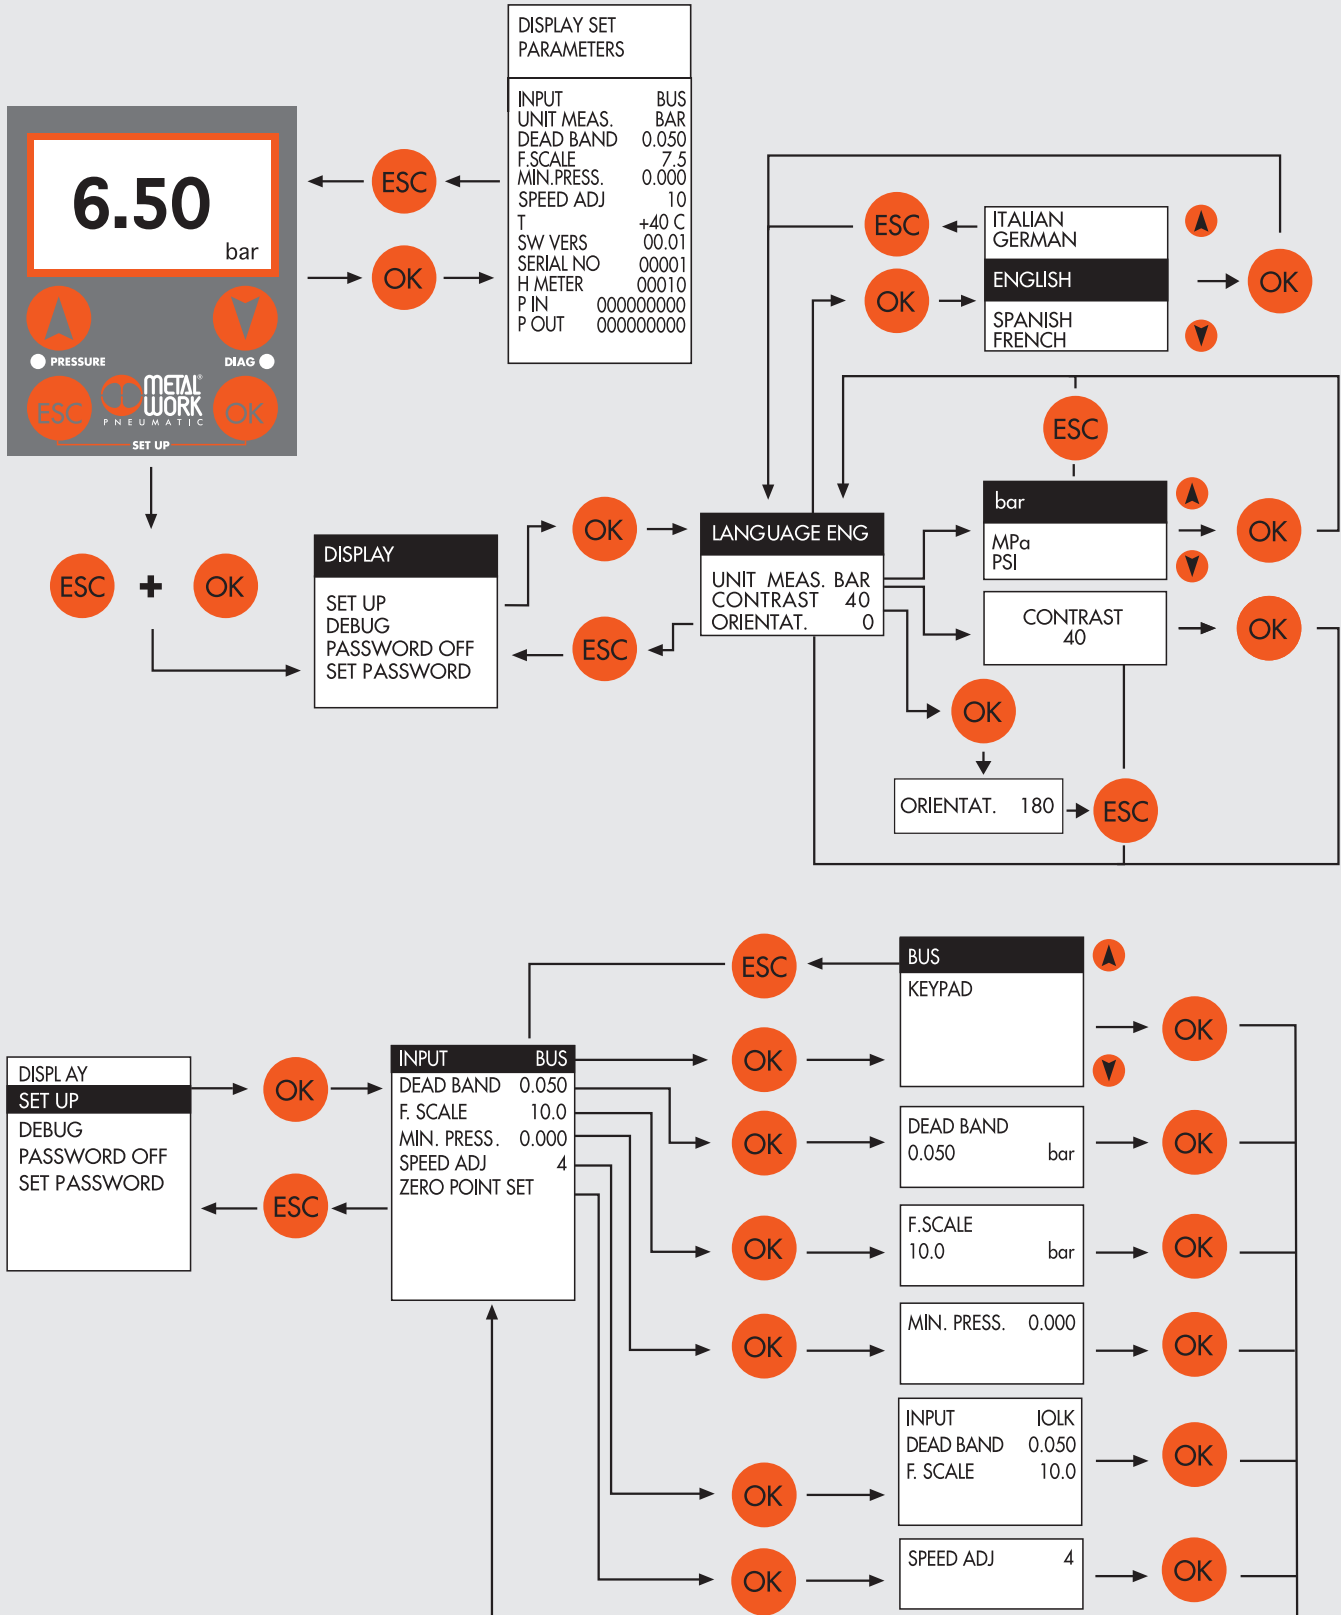 DISPLAY SET
PARAMETERS
INPUT BUS
UNIT MEAS. BAR
DEAD BAND 0.050
F.SCALE 7.5
MIN.PRESS. 0.000
SPEED ADJ 10
T +40 C
SW VERS 00.01
SERIAL NO 00001
H METER 00010
P IN 000000000
P OUT 000000000
6.50
bar
PRESSURE
DIAG
ESC
METAL®
WORK
PNEUMATIC
OK
SET UP
ESC
OK
ESC
OK
ITALIAN
GERMAN
ENGLISH
SPANISH
FRENCH
OK
ESC
bar
MPa
PSI
OK
ESC + OK
DISPLAY
SET UP
DEBUG
PASSWORD OFF
SET PASSWORD
OK
ESC
LANGUAGE ENG
UNIT MEAS. BAR
CONTRAST 40
ORIENTAT. 0
CONTRAST
40
OK
OK
ORIENTAT. 180
ESC
DISPL AY
SET UP
DEBUG
PASSWORD OFF
SET PASSWORD
OK
ESC
INPUT BUS
DEAD BAND 0.050
F. SCALE 10.0
MIN. PRESS. 0.000
SPEED ADJ 4
ZERO POINT SET
ESC
BUS
KEYPAD
OK
OK
OK
DEAD BAND
0.050 bar
OK
OK
F.SCALE
10.0 bar
OK
OK
MIN. PRESS. 0.000
OK
OK
INPUT IOLK
DEAD BAND 0.050
F. SCALE 10.0
OK
OK
SPEED ADJ 4
OK